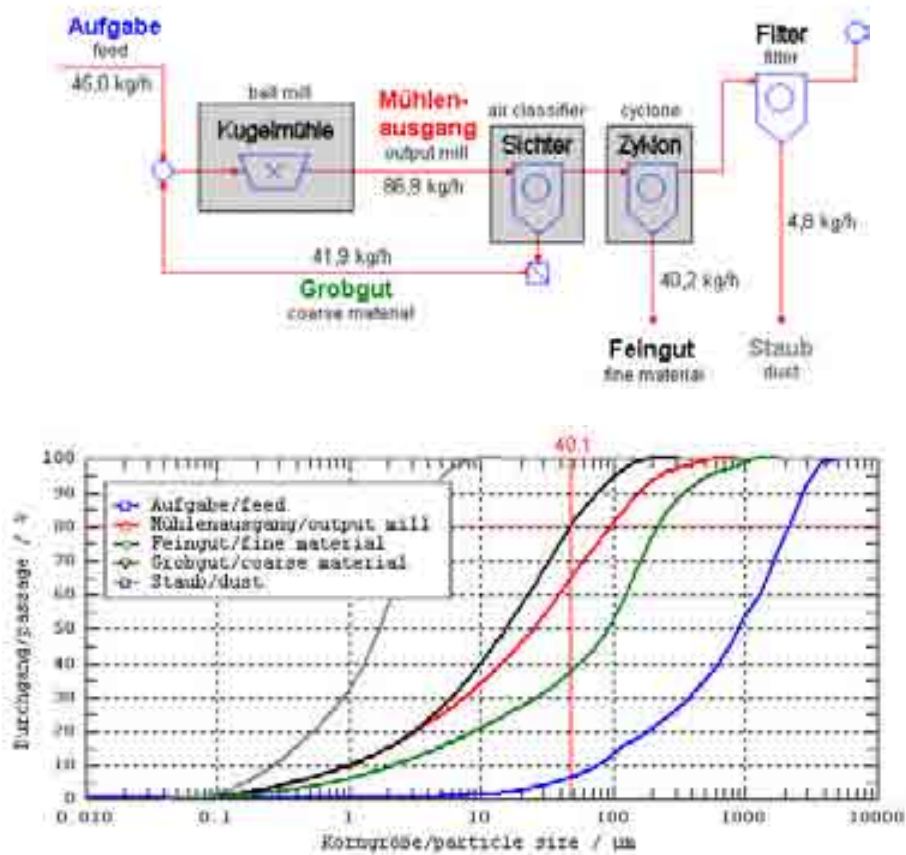 Aufgabe
feed
45,0 kg/h
ball mill
Kugelmühle
Mühlen-
ausgang
output mill
86,9 kg/h
air classifier
Sichter
cyclone
Zyklon
Filter
filter
41,9 kg/h
Grobgut
coarse material
40,2 kg/h
4,8 kg/h
Feingut
fine material
Staub
dust
40.1
Durchgang/passage / %
100
90
80
70
60
50
40
30
20
10
0
Aufgabe/feed
Mühlenausgang/output mill
Feingut/fine material
Grobgut/coarse material
Staub/dust
0.010 0.1 1 10 100 1000 10000
Korngröße/particle size / µm